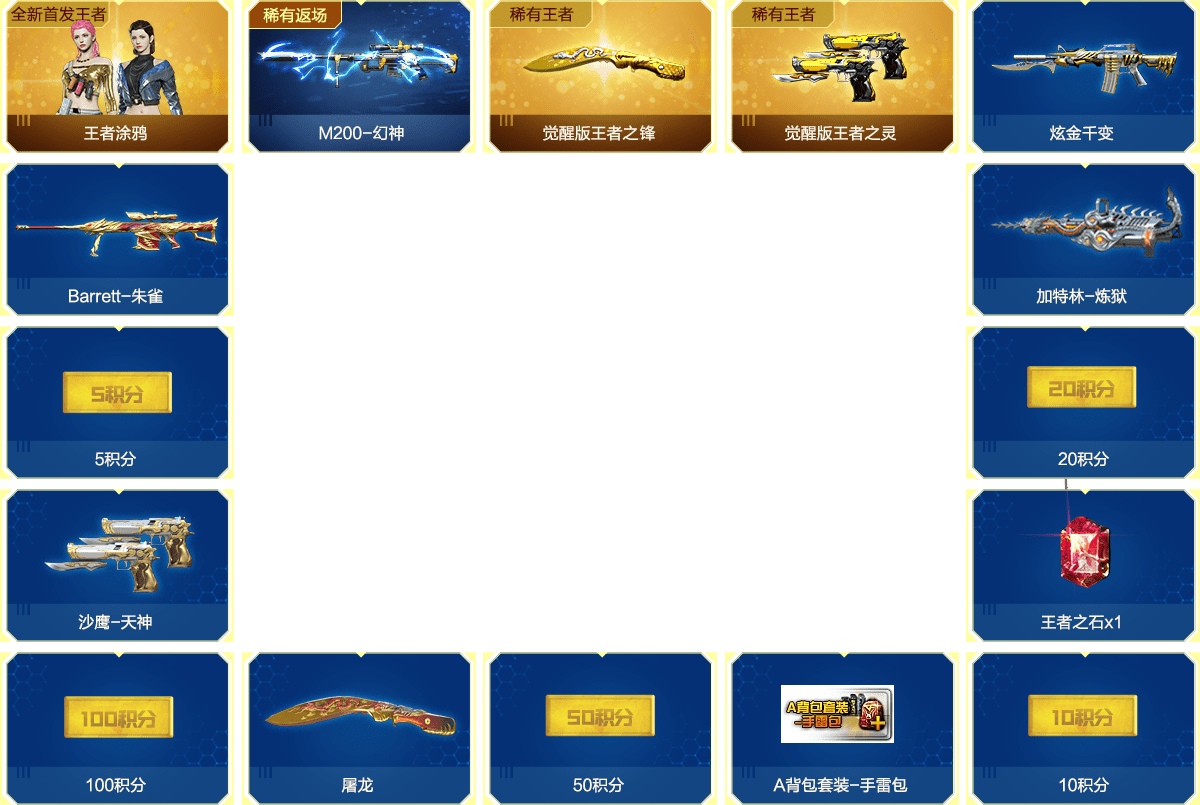 全新首发王者
王者涂鸦
稀有返场
M200-幻神
稀有王者
觉醒版王者之锋
稀有王者
觉醒版王者之灵
炫金千变
Barrett-朱雀
加特林-炼狱
5积分
5积分
20积分
20积分
沙鹰-天神
王者之石x1
100积分
100积分
屠龙
50积分
50积分
A背包套装
-手雷包
A背包套装-手雷包
10积分
10积分